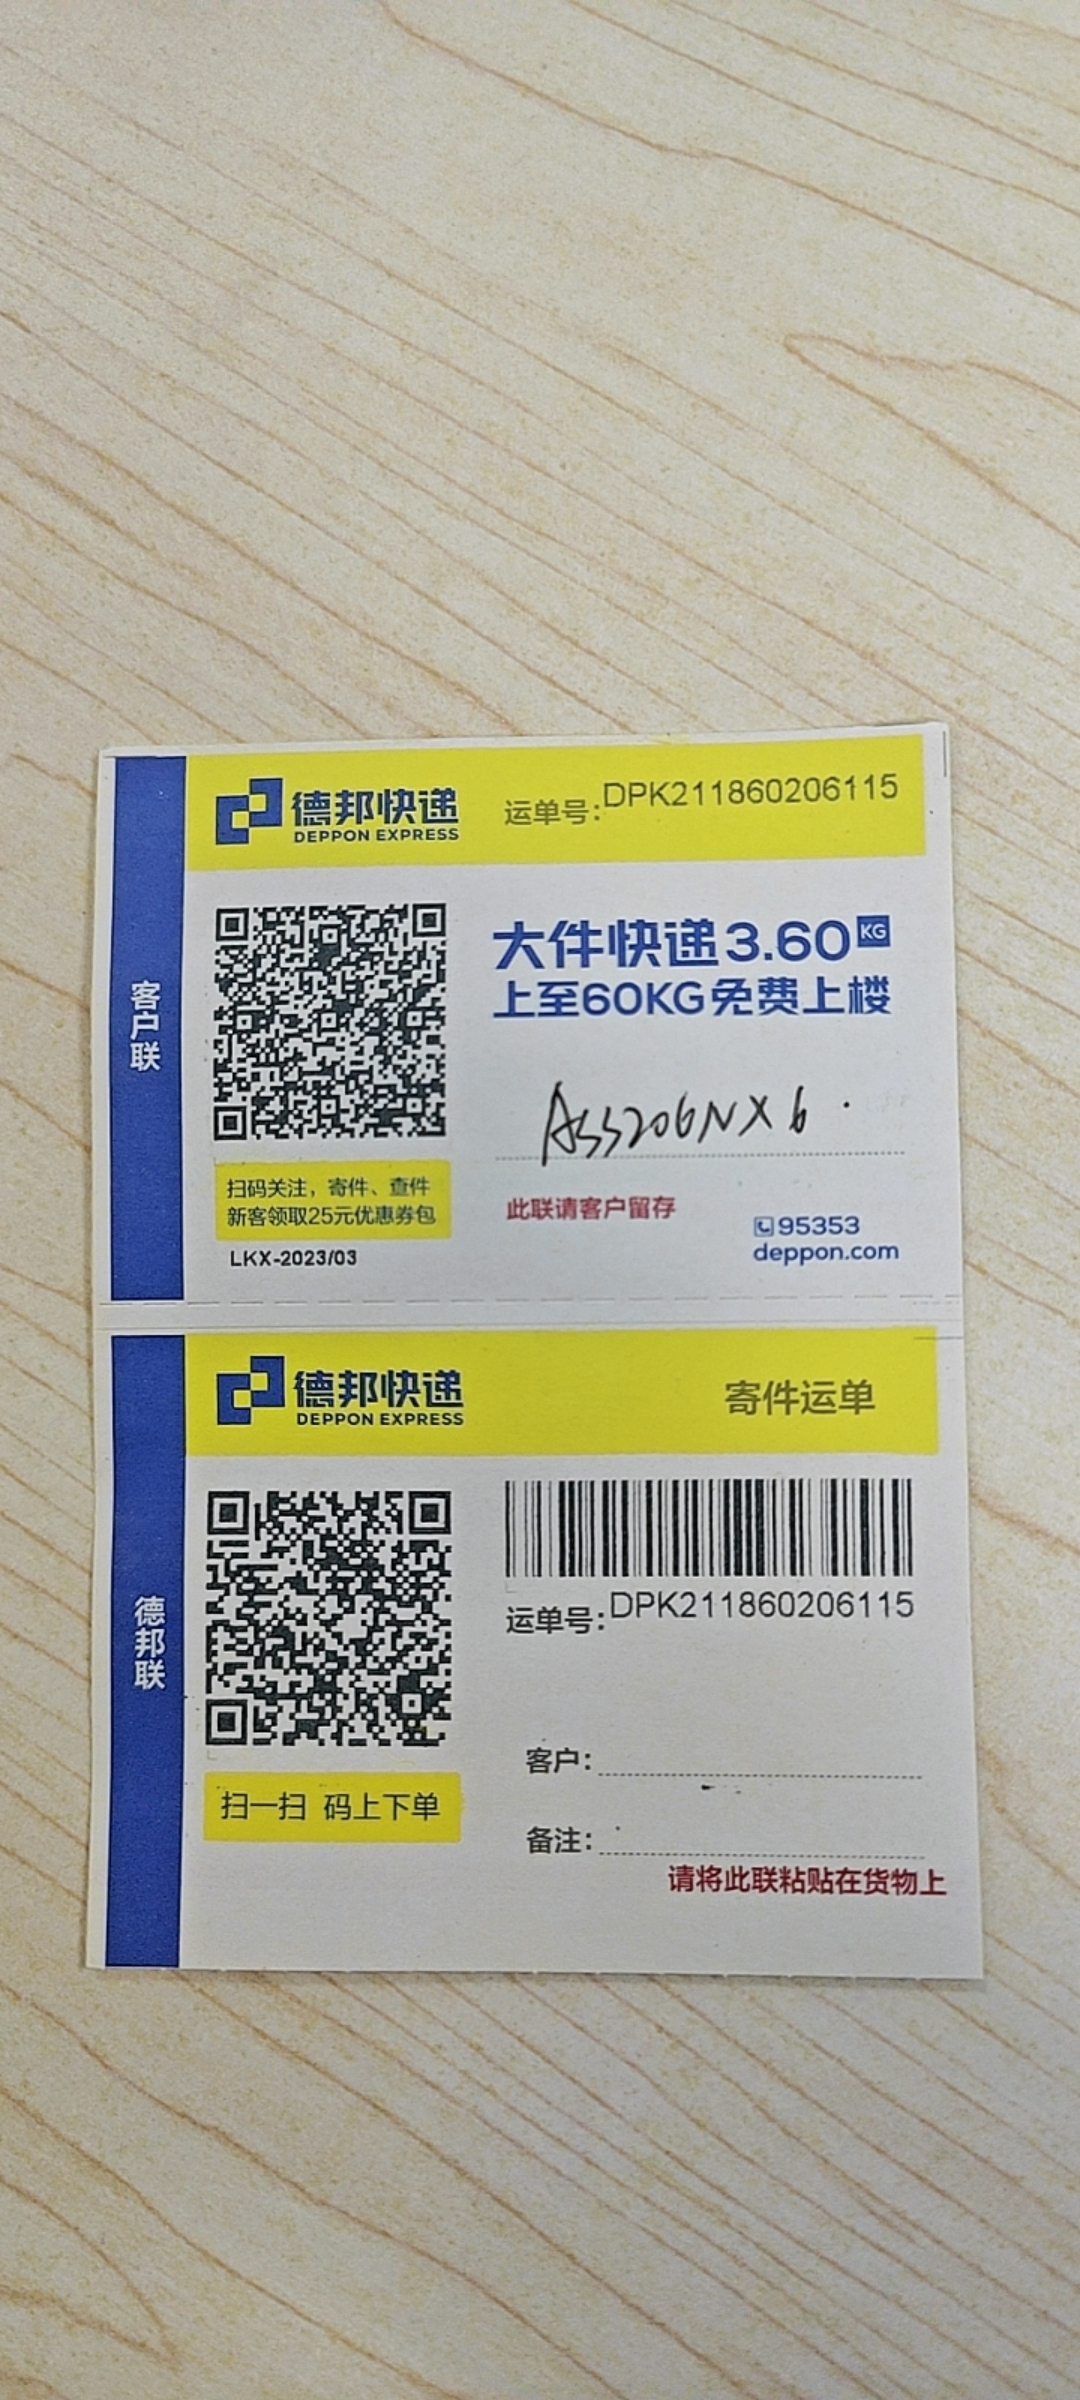 客户联
德邦快递
DEPPON EXPRESS
运单号:DPK211860206115
大件快递3.60KG
上至60KG免费上楼
ASS206NX6
扫码关注，寄件、查件
新客领取25元优惠券包
LKX-2023/03
此联请客户留存
95353
deppon.com
德邦联
德邦快递
DEPPON EXPRESS
寄件运单
运单号:DPK211860206115
扫一扫 码上下单
客户:
备注:
请将此联粘贴在货物上